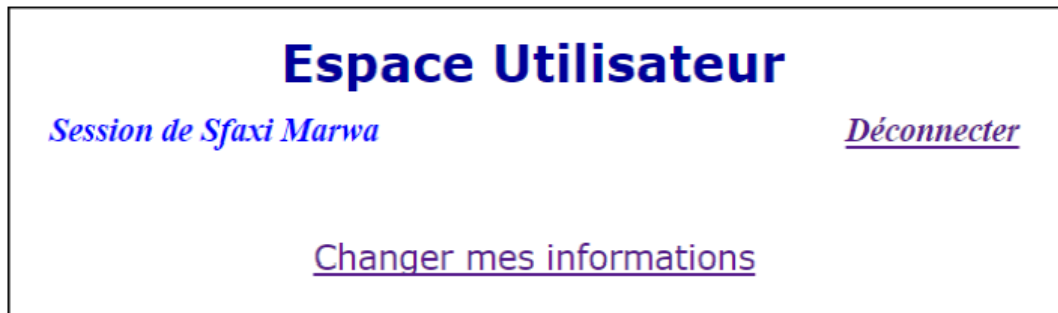 Espace Utilisateur
Session de Sfaxi Marwa Déconnecter
Changer mes informations